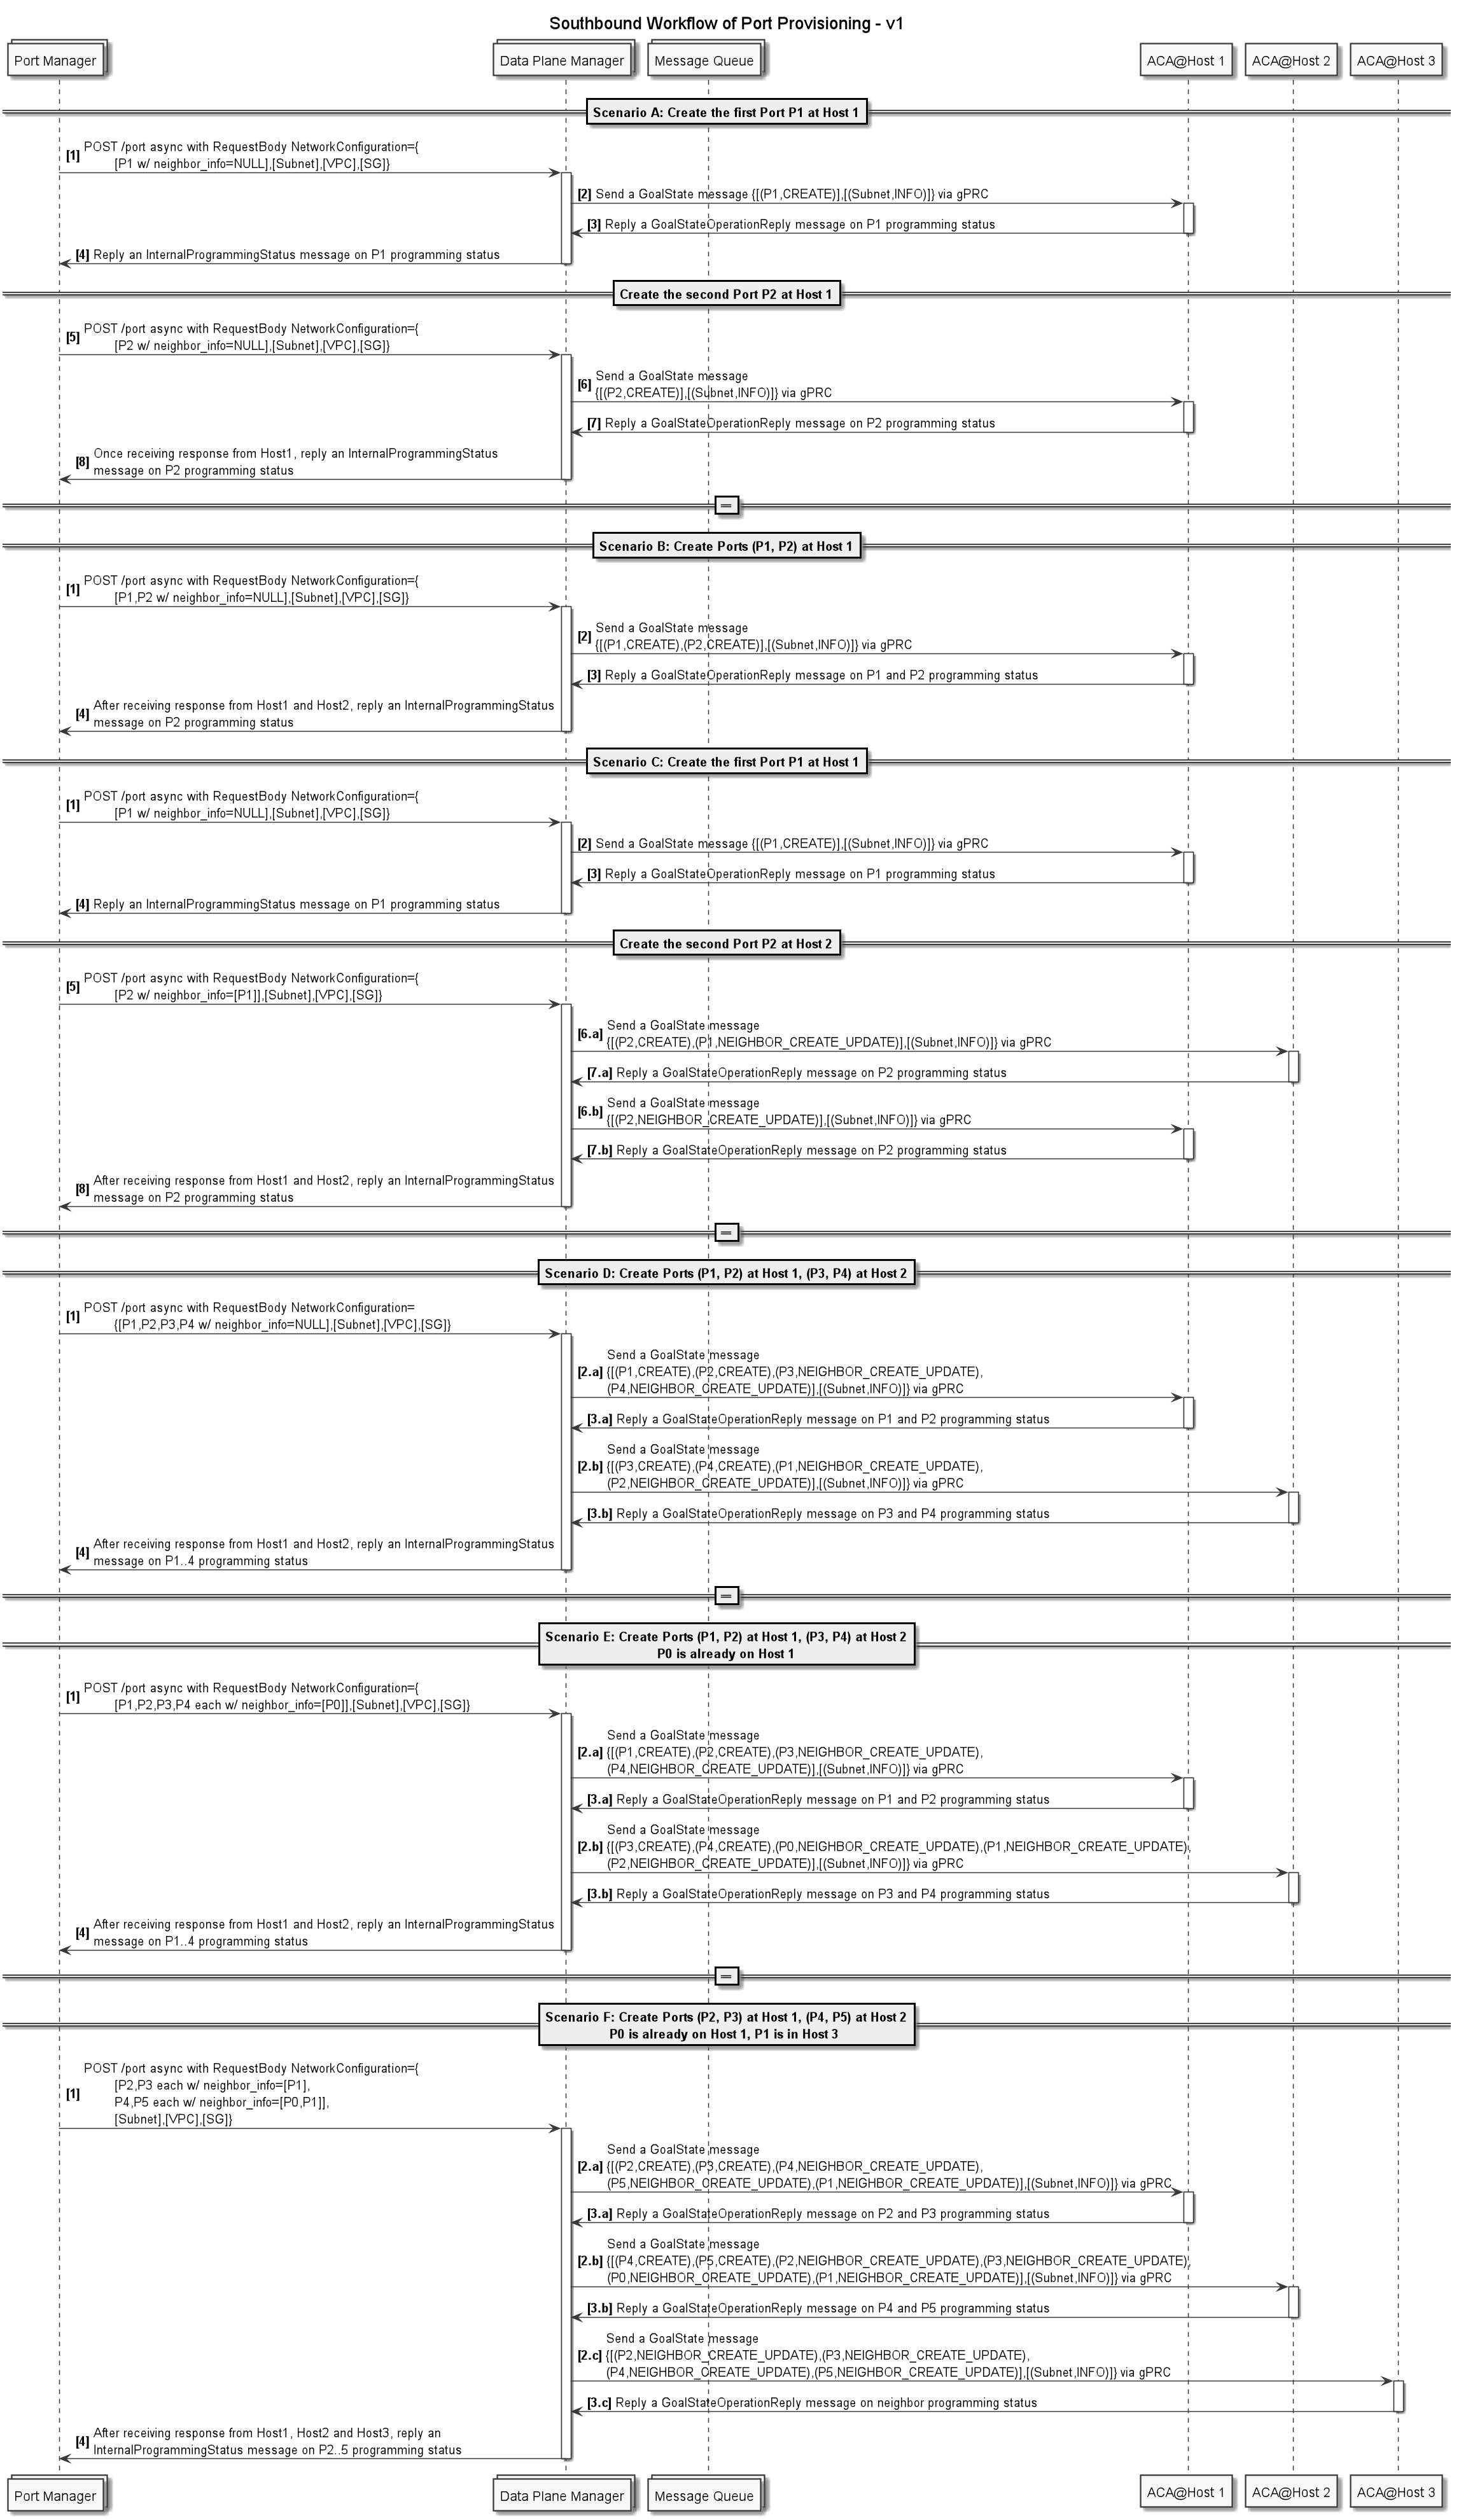 Southbound Workflow of Port Provisioning - v1
Port Manager
Data Plane Manager
Message Queue
ACA@Host 1
ACA@Host 2
ACA@Host 3
Scenario A: Create the first Port P1 at Host 1
[1] POST /port async with RequestBody NetworkConfiguration={
[P1 w/ neighbor_info=NULL],[Subnet],[VPC],[SG]}
[2] Send a GoalState message {[(P1,CREATE)],[(Subnet,INFO)]} via gPRC
[3] Reply a GoalStateOperationReply message on P1 programming status
[4] Reply an InternalProgrammingStatus message on P1 programming status
Create the second Port P2 at Host 1
[5] POST /port async with RequestBody NetworkConfiguration={
[P2 w/ neighbor_info=NULL],[Subnet],[VPC],[SG]}
[6] Send a GoalState message
{[(P2,CREATE)],[(Subnet,INFO)]} via gPRC
[7] Reply a GoalStateOperationReply message on P2 programming status
[8] Once receiving response from Host1, reply an InternalProgrammingStatus
message on P2 programming status
=
Scenario B: Create Ports (P1, P2) at Host 1
[1] POST /port async with RequestBody NetworkConfiguration={
[P1,P2 w/ neighbor_info=NULL],[Subnet],[VPC],[SG]}
[2] Send a GoalState message
{[(P1,CREATE),(P2,CREATE)],[(Subnet,INFO)]} via gPRC
[3] Reply a GoalStateOperationReply message on P1 and P2 programming status
[4] After receiving response from Host1 and Host2, reply an InternalProgrammingStatus
message on P2 programming status
Scenario C: Create the first Port P1 at Host 1
[1] POST /port async with RequestBody NetworkConfiguration={
[P1 w/ neighbor_info=NULL],[Subnet],[VPC],[SG]}
[2] Send a GoalState message {[(P1,CREATE)],[(Subnet,INFO)]} via gPRC
[3] Reply a GoalStateOperationReply message on P1 programming status
[4] Reply an InternalProgrammingStatus message on P1 programming status
Create the second Port P2 at Host 2
[5] POST /port async with RequestBody NetworkConfiguration={
[P2 w/ neighbor_info=[P1]],[Subnet],[VPC],[SG]}
[6.a] Send a GoalState message
{[(P2,CREATE),(P1,NEIGHBOR_CREATE_UPDATE)],[(Subnet,INFO)]} via gPRC
[7.a] Reply a GoalStateOperationReply message on P2 programming status
[6.b] Send a GoalState message
{[(P2,NEIGHBOR_CREATE_UPDATE)],[(Subnet,INFO)]} via gPRC
[7.b] Reply a GoalStateOperationReply message on P2 programming status
[8] After receiving response from Host1 and Host2, reply an InternalProgrammingStatus
message on P2 programming status
=
Scenario D: Create Ports (P1, P2) at Host 1, (P3, P4) at Host 2
[1] POST /port async with RequestBody NetworkConfiguration=
{[P1,P2,P3,P4 w/ neighbor_info=NULL],[Subnet],[VPC],[SG]}
[2.a] Send a GoalState message
{[(P1,CREATE),(P2,CREATE),(P3,NEIGHBOR_CREATE_UPDATE),
(P4,NEIGHBOR_CREATE_UPDATE)],[(Subnet,INFO)]} via gPRC
[3.a] Reply a GoalStateOperationReply message on P1 and P2 programming status
[2.b] Send a GoalState message
{[(P3,CREATE),(P4,CREATE),(P1,NEIGHBOR_CREATE_UPDATE),
(P2,NEIGHBOR_CREATE_UPDATE)],[(Subnet,INFO)]} via gPRC
[3.b] Reply a GoalStateOperationReply message on P3 and P4 programming status
[4] After receiving response from Host1 and Host2, reply an InternalProgrammingStatus
message on P1..4 programming status
=
Scenario E: Create Ports (P1, P2) at Host 1, (P3, P4) at Host 2
P0 is already on Host 1
[1] POST /port async with RequestBody NetworkConfiguration={
[P1,P2,P3,P4 each w/ neighbor_info=[P0]],[Subnet],[VPC],[SG]}
[2.a] Send a GoalState message
{[(P1,CREATE),(P2,CREATE),(P3,NEIGHBOR_CREATE_UPDATE),
(P4,NEIGHBOR_CREATE_UPDATE)],[(Subnet,INFO)]} via gPRC
[3.a] Reply a GoalStateOperationReply message on P1 and P2 programming status
[2.b] Send a GoalState message
{[(P3,CREATE),(P4,CREATE),(P0,NEIGHBOR_CREATE_UPDATE),(P1,NEIGHBOR_CREATE_UPDATE),
(P2,NEIGHBOR_CREATE_UPDATE)],[(Subnet,INFO)]} via gPRC
[3.b] Reply a GoalStateOperationReply message on P3 and P4 programming status
[4] After receiving response from Host1 and Host2, reply an InternalProgrammingStatus
message on P1..4 programming status
=
Scenario F: Create Ports (P2, P3) at Host 1, (P4, P5) at Host 2
P0 is already on Host 1, P1 is in Host 3
[1] POST /port async with RequestBody NetworkConfiguration={
[P2,P3 each w/ neighbor_info=[P1],
P4,P5 each w/ neighbor_info=[P0,P1]],
[Subnet],[VPC],[SG]}
[2.a] Send a GoalState message
{[(P2,CREATE),(P3,CREATE),(P4,NEIGHBOR_CREATE_UPDATE),
(P5,NEIGHBOR_CREATE_UPDATE),(P1,NEIGHBOR_CREATE_UPDATE)],[(Subnet,INFO)]} via gPRC
[3.a] Reply a GoalStateOperationReply message on P2 and P3 programming status
[2.b] Send a GoalState message
{[(P4,CREATE),(P5,CREATE),(P2,NEIGHBOR_CREATE_UPDATE),(P3,NEIGHBOR_CREATE_UPDATE),
(P0,NEIGHBOR_CREATE_UPDATE),(P1,NEIGHBOR_CREATE_UPDATE)],[(Subnet,INFO)]} via gPRC
[3.b] Reply a GoalStateOperationReply message on P4 and P5 programming status
[2.c] Send a GoalState message
{[(P2,NEIGHBOR_CREATE_UPDATE),(P3,NEIGHBOR_CREATE_UPDATE),
(P4,NEIGHBOR_CREATE_UPDATE),(P5,NEIGHBOR_CREATE_UPDATE)],[(Subnet,INFO)]} via gPRC
[3.c] Reply a GoalStateOperationReply message on neighbor programming status
[4] After receiving response from Host1, Host2 and Host3, reply an
InternalProgrammingStatus message on P2..5 programming status
Port Manager
Data Plane Manager
Message Queue
ACA@Host 1
ACA@Host 2
ACA@Host 3